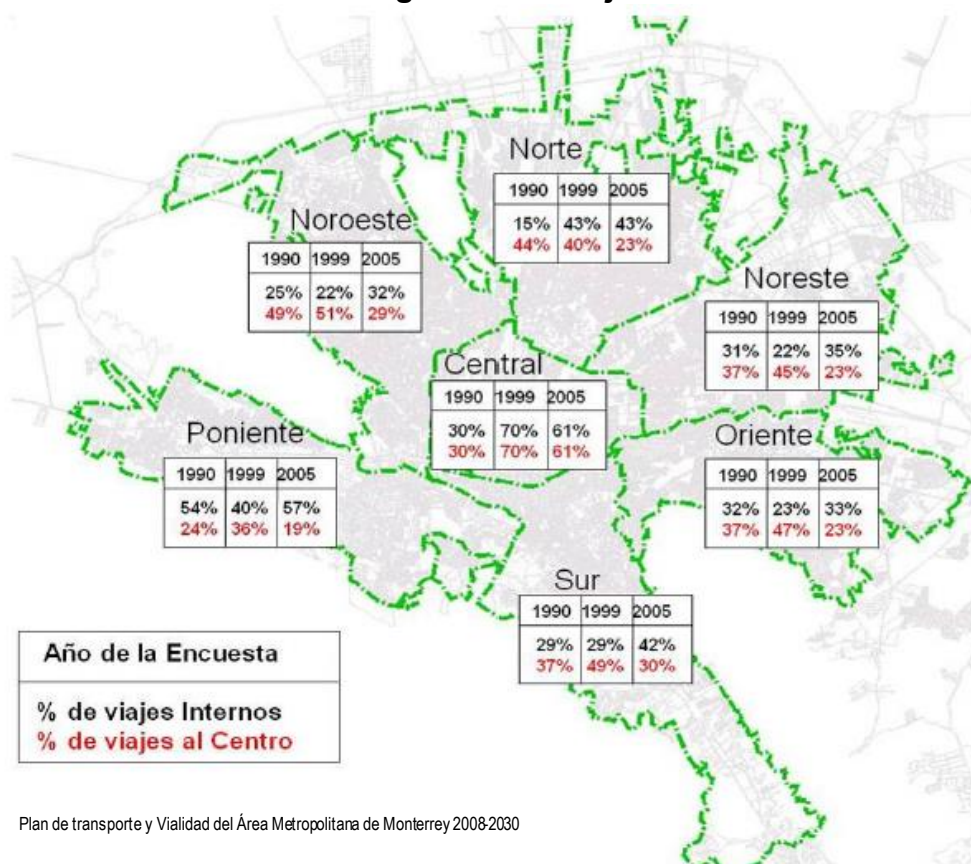 Norte
1990 1999 2005
15% 43% 43%
44% 40% 23%
Noroeste
1990 1999 2005
25% 22% 32%
49% 51% 29%
Noreste
1990 1999 2005
31% 22% 35%
37% 45% 23%
Central
1990 1999 2005
30% 70% 61%
30% 70% 61%
Poniente
1990 1999 2005
54% 40% 57%
24% 36% 19%
Oriente
1990 1999 2005
32% 23% 33%
37% 47% 23%
Sur
1990 1999 2005
29% 29% 42%
37% 49% 30%
Año de la Encuesta
% de viajes Internos
% de viajes al Centro
Plan de transporte y Vialidad del Área Metropolitana de Monterrey 2008-2030